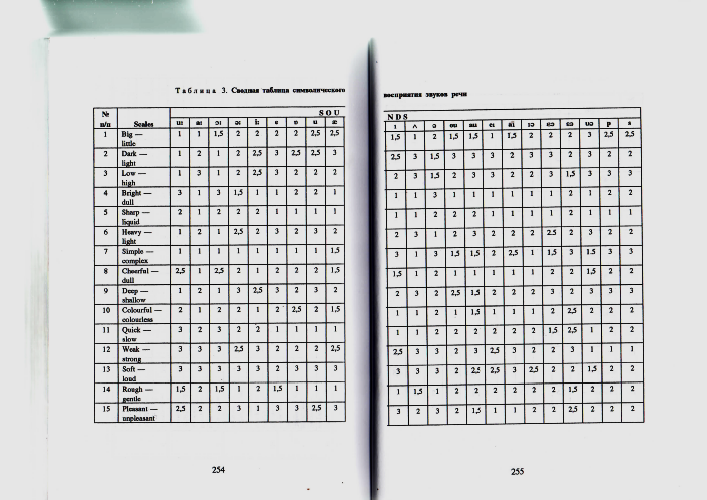 Таблица 3. Сводная таблица символического
№ п/п Scales SOU
u: a: ɔ: ə: i: e ɒ u æ
1 Big — 1 1 1,5 2 2 2 2 2,5 2,5
little
2 Dark — 1 2 1 2 2,5 3 2,5 2,5 3
light
3 Low — 1 3 1 2 2,5 3 2 2 2
high
4 Bright — 3 1 3 1,5 1 1 2 2 1
dull
5 Sharp — 2 1 2 2 2 1 1 1 1
liquid
6 Heavy — 1 2 1 2,5 2 3 2 3 2
light
7 Simple — 1 1 1 1 1 1 1 1 1,5
complex
8 Cheerful — 2,5 1 2,5 2 1 2 2 2 1,5
dull
9 Deep — 1 2 1 3 2,5 3 2 3 2
shallow
10 Colourful — 2 1 2 2 1 2 2,5 2 1,5
colourless
11 Quick — 3 2 3 2 2 1 1 1 1
slow
12 Weak — 3 3 3 2,5 3 2 2 2 2,5
strong
13 Soft — 3 3 3 3 3 2 3 3 3
loud
14 Rough — 1,5 2 1,5 1 2 1,5 1 1 1
gentle
15 Pleasant — 2,5 2 2 3 1 3 3 2,5 3
unpleasant
254
восприятия звуков речи
NDS
ɪ ʌ ə ou au eɪ aɪ uə p s
1,5 1 2 1,5 1,5 1 1,5 2 2 2 3 2,5 2,5
2,5 3 1,5 3 3 3 2 3 3 2 3 2 2
2 3 1,5 2 3 3 2 2 3 1,5 3 3 3
1 1 3 1 1 1 1 1 1 2 1 2 2
1 1 2 2 2 1 1 1 1 2 1 1 1
2 3 1 2 3 2 2 2 2,5 2 3 2 2
3 1 3 1,5 1,5 2 2,5 1 1,5 3 1,5 3 3
1,5 1 2 1 1 1 1 1 2 2 1,5 2 2
2 3 2 2,5 1,5 2 2 2 3 2 3 3 3
1 1 2 1 1,5 1 1 1 2 2,5 2 2 2
1 1 2 2 2 2 2 2 1,5 2,5 1 2 2
2,5 3 3 2 3 2,5 3 2 2 3 1 1 1
3 3 3 2 2,5 2,5 3 2,5 2 2 1,5 2 2
1 1,5 1 2 2 2 2 2 2 1,5 2 2 2
3 2 3 2 1,5 1 1 2 2 2,5 2 2 2
255